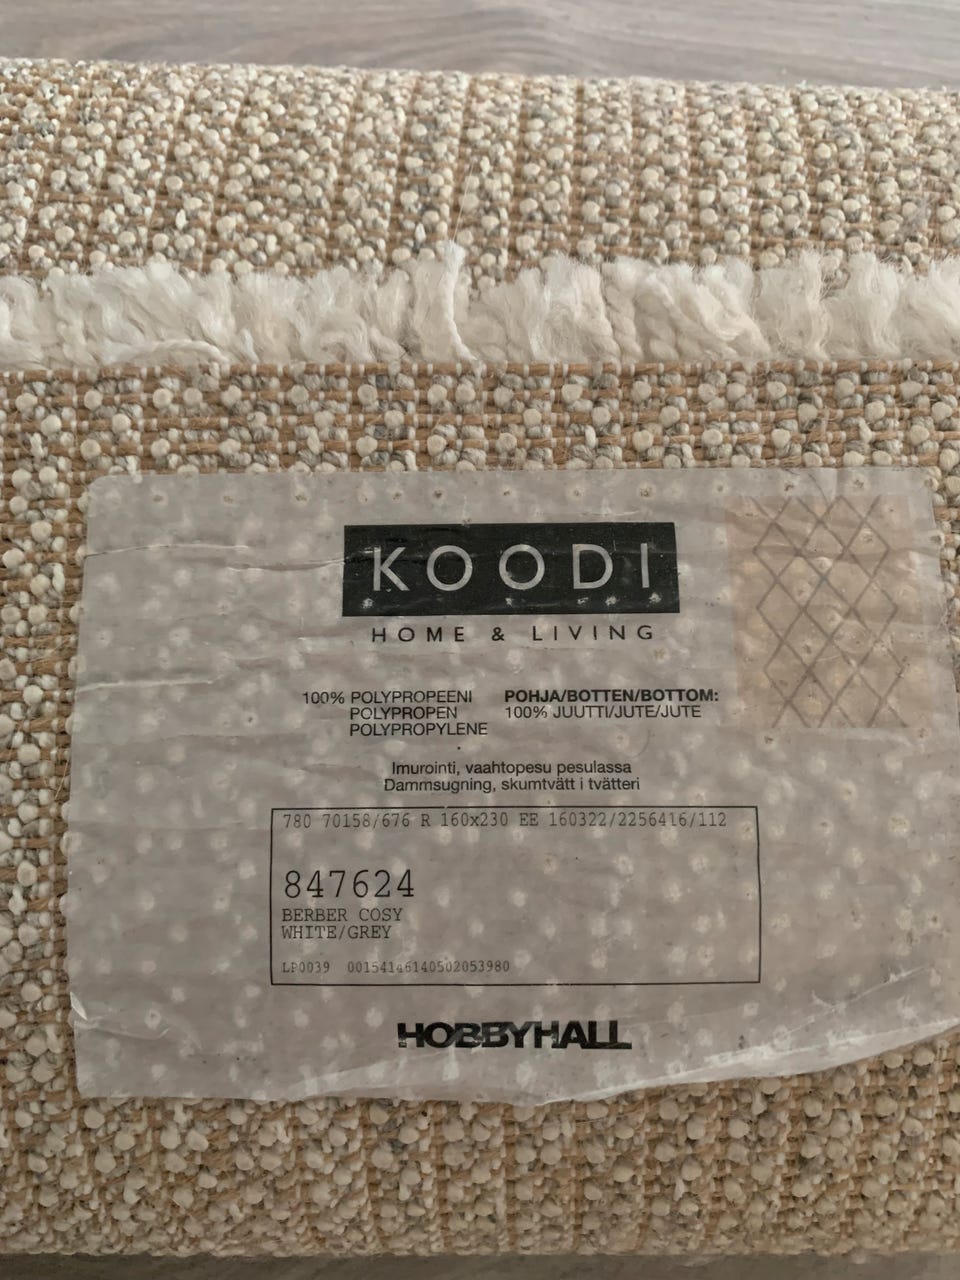 KOODI
HOME & LIVING
100% POLYPROPEENI
POLYPROPEN
POLYPROPYLENE
POHJA/BOTTEN/BOTTOM:
100% JUUTTI/JUTE/JUTE
Imurointi, vaahtopesu pesulassa
Dammsugning, skumtvätt i tvätteri
780 70158/676 R 160x230 EE 160322/2256416/112
847624
BERBER COSY
WHITE/GREY
LP0039 00154146140502053980
HOBBYHALL